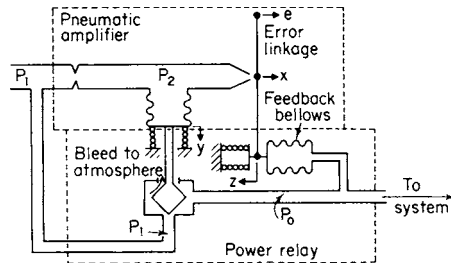 Pneumatic
amplifier
e
Error
linkage
P1
P2
x
Feedback
bellows
y
Bleed to
atmosphere
z
To
system
P0
P1
Power relay